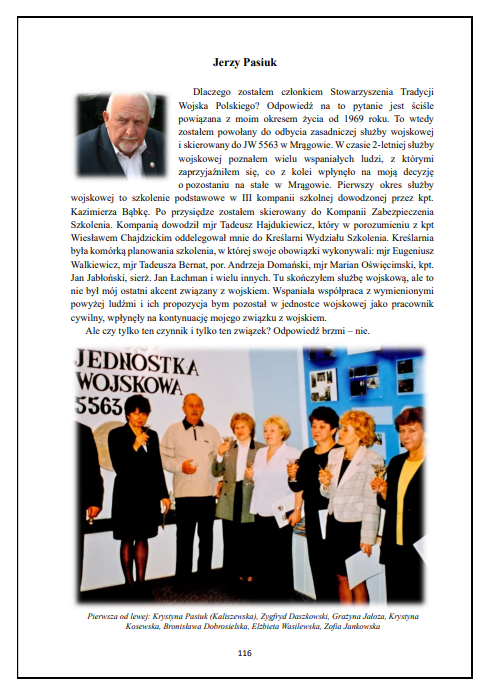 Jerzy Pasiuk
Dlaczego zostałem członkiem Stowarzyszenia Tradycji
Wojska Polskiego? Odpowiedź na to pytanie jest ściśle
powiązana z moim okresem życia od 1969 roku. To wtedy
zostałem powołany do odbycia zasadniczej służby wojskowej
i skierowany do JW 5563 w Mrągowie. W czasie 2-letniej służby
wojskowej poznałem wielu wspaniałych ludzi, z którymi
zaprzyjaźniłem się, co z kolei wpłynęło na moją decyzję
o pozostaniu na stałe w Mrągowie. Pierwszy okres służby
wojskowej to szkolenie podstawowe w III kompanii szkolnej dowodzonej przez kpt.
Kazimierza Bąbkę. Po przysiędze zostałem skierowany do Kompanii Zabezpieczenia
Szkolenia. Kompanią dowodził mjr Tadeusz Hajdukiewicz, który w porozumieniu z kpt
Wiesławem Chajdzickim oddelegował mnie do Kreślarni Wydziału Szkolenia. Kreślarnia
była komórką planowania szkolenia, w której swoje obowiązki wykonywali: mjr Eugeniusz
Walkiewicz, mjr Tadeusza Bernat, por. Andrzeja Domański, mjr Marian Oświęcimski, kpt.
Jan Jabłoński, sierż. Jan Łachman i wielu innych. Tu skończyłem służbę wojskową, ale to
nie był mój ostatni akcent związany z wojskiem. Wspaniała współpraca z wymienionymi
powyżej ludźmi i ich propozycja bym pozostał w jednostce wojskowej jako pracownik
cywilny, wpłynęły na kontynuację mojego związku z wojskiem.
Ale czy tylko ten czynnik i tylko ten związek? Odpowiedź brzmi – nie.
JEDNOSTKA
WOJSKOWA
5563
Pierwsza od lewej: Krystyna Pasiuk (Kaliszewska), Zygfryd Daszkowski, Grażyna Jałoza, Krystyna
Kosewska, Bronisława Dobrosielska, Elżbieta Wasilewska, Zofia Jankowska
116